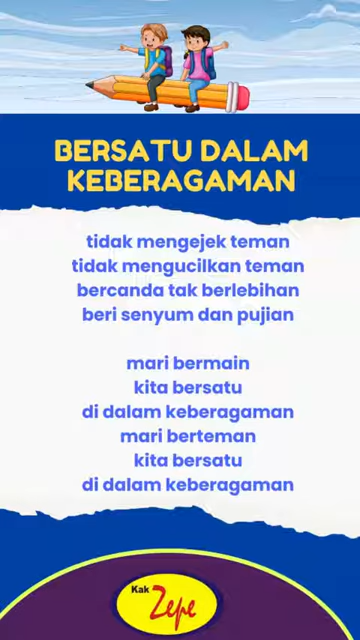 BERSATU DALAM
KEBERAGAMAN
tidak mengejek teman
tidak mengucilkan teman
bercanda tak berlebihan
beri senyum dan pujian
mari bermain
kita bersatu
di dalam keberagaman
mari berteman
kita bersatu
di dalam keberagaman
Kak
Zepe